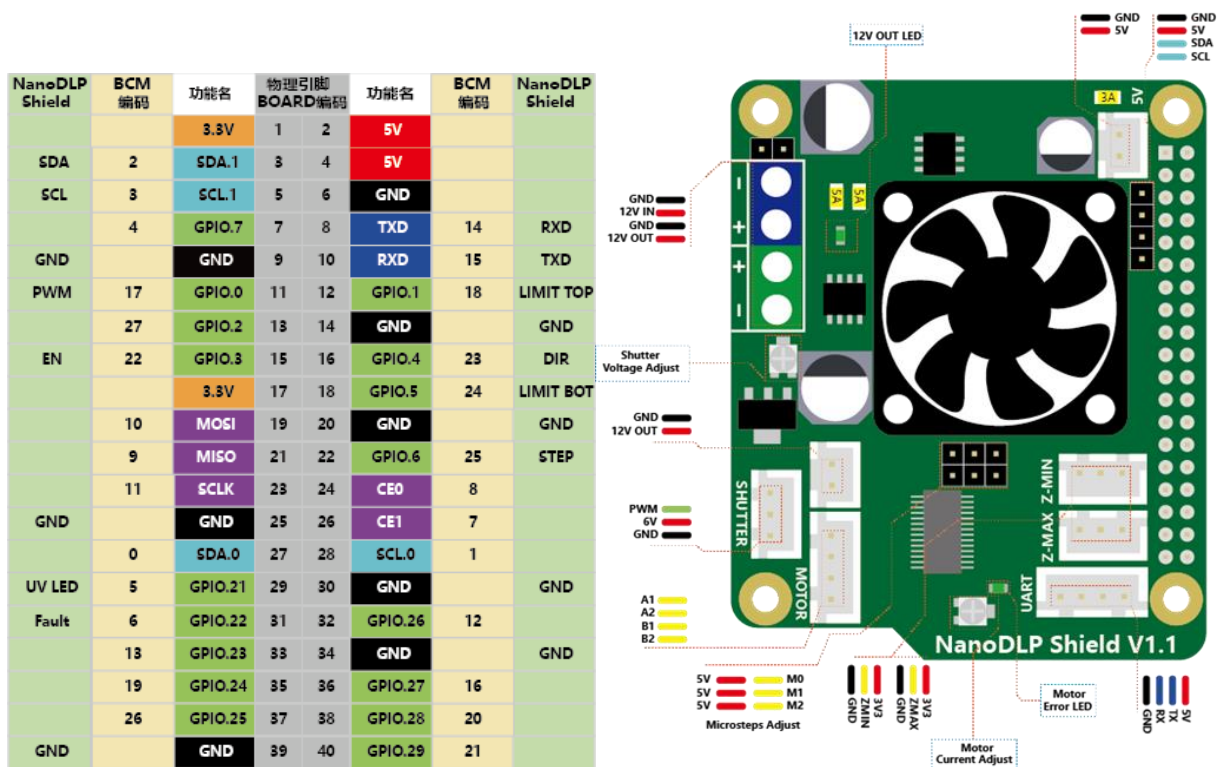 NanoDLP Shield BCM 编码 功能名 物理引脚 BOARD编码 功能名 BCM 编码 NanoDLP Shield
3.3V 1 2 5V
SDA 2 SDA.1 3 4 5V
SCL 3 SCL.1 5 6 GND
4 GPIO.7 7 8 TXD 14 RXD
GND GND 9 10 RXD 15 TXD
PWM 17 GPIO.0 11 12 GPIO.1 18 LIMIT TOP
27 GPIO.2 13 14 GND GND
EN 22 GPIO.3 15 16 GPIO.4 23 DIR
3.3V 17 18 GPIO.5 24 LIMIT BOT
10 MOSI 19 20 GND GND
9 MISO 21 22 GPIO.6 25 STEP
11 SCLK 23 24 CE0 8
GND GND 25 26 CE1 7
0 SDA.0 27 28 SCL.0 1
UV LED 5 GPIO.21 29 30 GND GND
Fault 6 GPIO.22 31 32 GPIO.26 12
13 GPIO.23 33 34 GND GND
19 GPIO.24 35 36 GPIO.27 16
26 GPIO.25 37 38 GPIO.28 20
GND GND 39 40 GPIO.29 21
12V OUT LED
GND
5V
GND
5V
SDA
SCL
3A 5V
GND
12V IN
GND
12V OUT
-
+
+
-
5A 5A
Shutter
Voltage Adjust
GND
12V OUT
PWM
6V
GND
SHUTTER
MOTOR
Z-MIN
Z-MAX
UART
NanoDLP Shield V1.1
A1
A2
B1
B2
5V M0
5V M1
5V M2
Microsteps Adjust
GND ZMIN 3V3
GND ZMAX 3V3
Motor
Error LED
Motor
Current Adjust
GND RX TX 5V